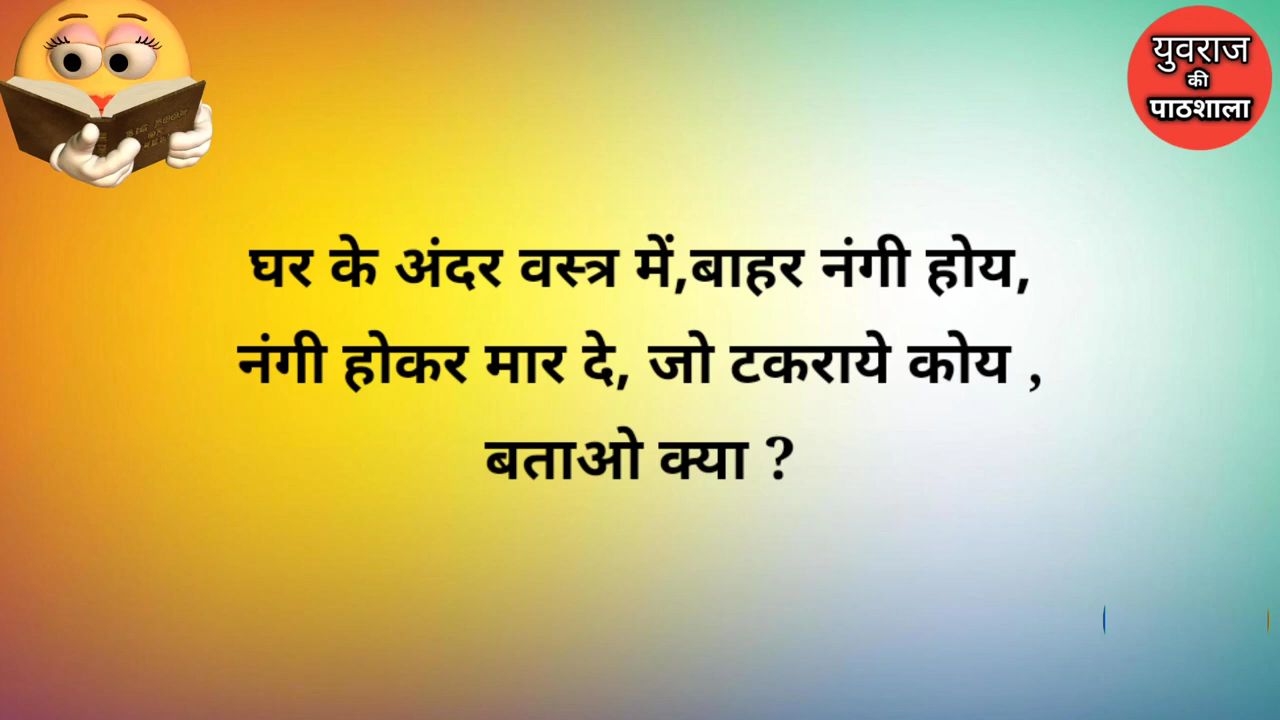 युवराज
की
पाठशाला
घर के अंदर वस्त्र में,बाहर नंगी होय,
नंगी होकर मार दे, जो टकराये कोय ,
बताओ क्या ?